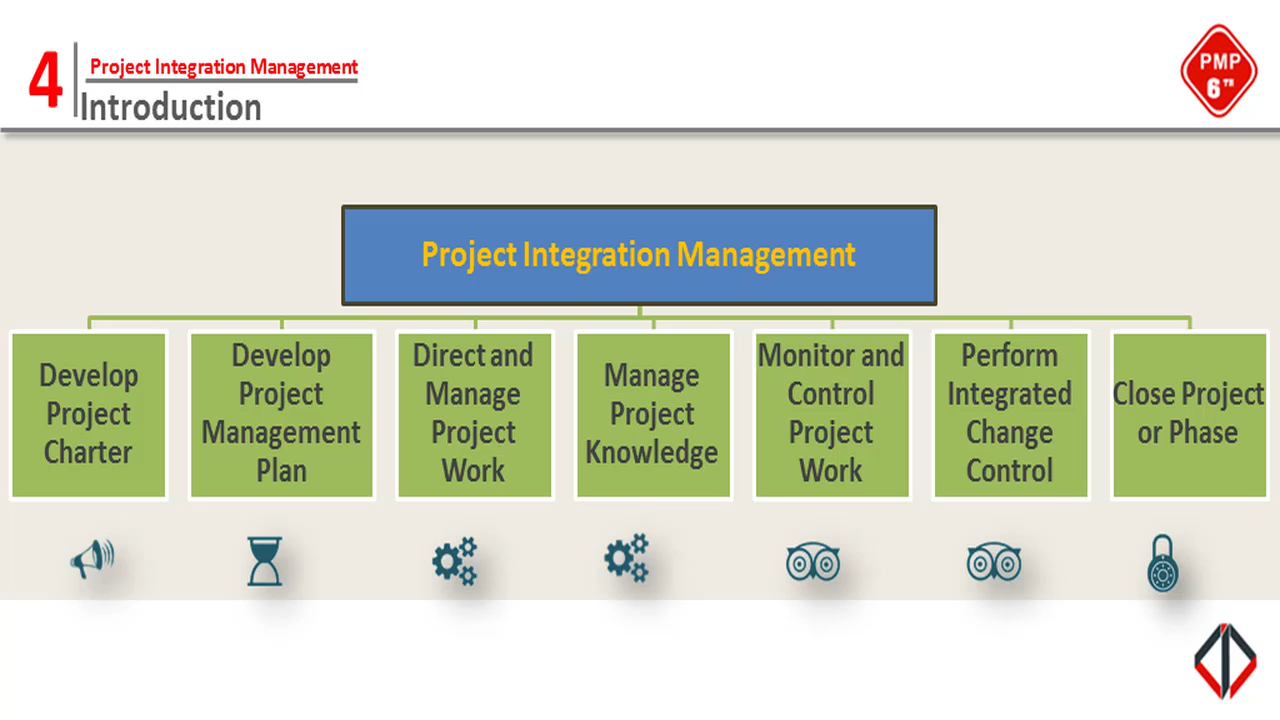 4
Project Integration Management
Introduction
PMP
6TH
Project Integration Management
Develop
Project
Charter
Develop
Project
Management
Plan
Direct and
Manage
Project
Work
Manage
Project
Knowledge
Monitor and
Control
Project
Work
Perform
Integrated
Change
Control
Close Project
or Phase